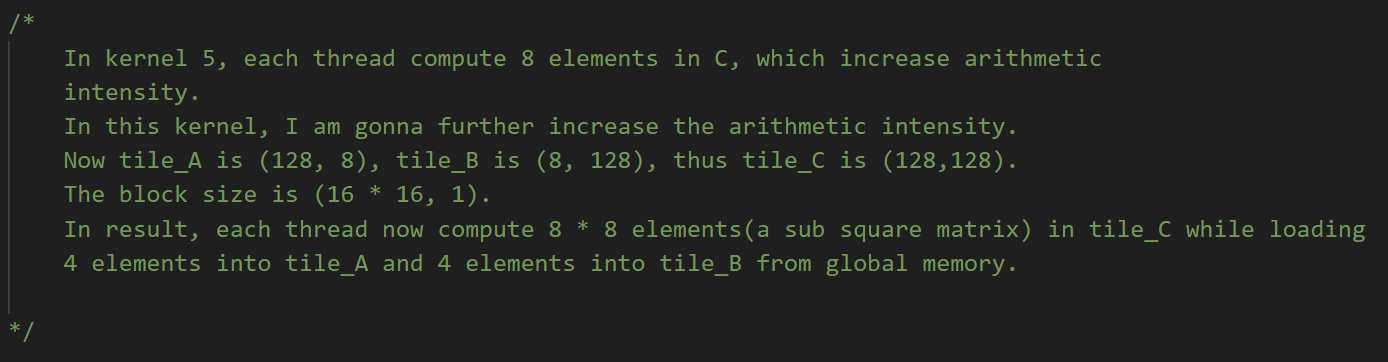 /*
In kernel 5, each thread compute 8 elements in C, which increase arithmetic
intensity.
In this kernel, I am gonna further increase the arithmetic intensity.
Now tile_A is (128, 8), tile_B is (8, 128), thus tile_C is (128,128).
The block size is (16 * 16, 1).
In result, each thread now compute 8 * 8 elements(a sub square matrix) in tile_C while loading
4 elements into tile_A and 4 elements into tile_B from global memory.
*/